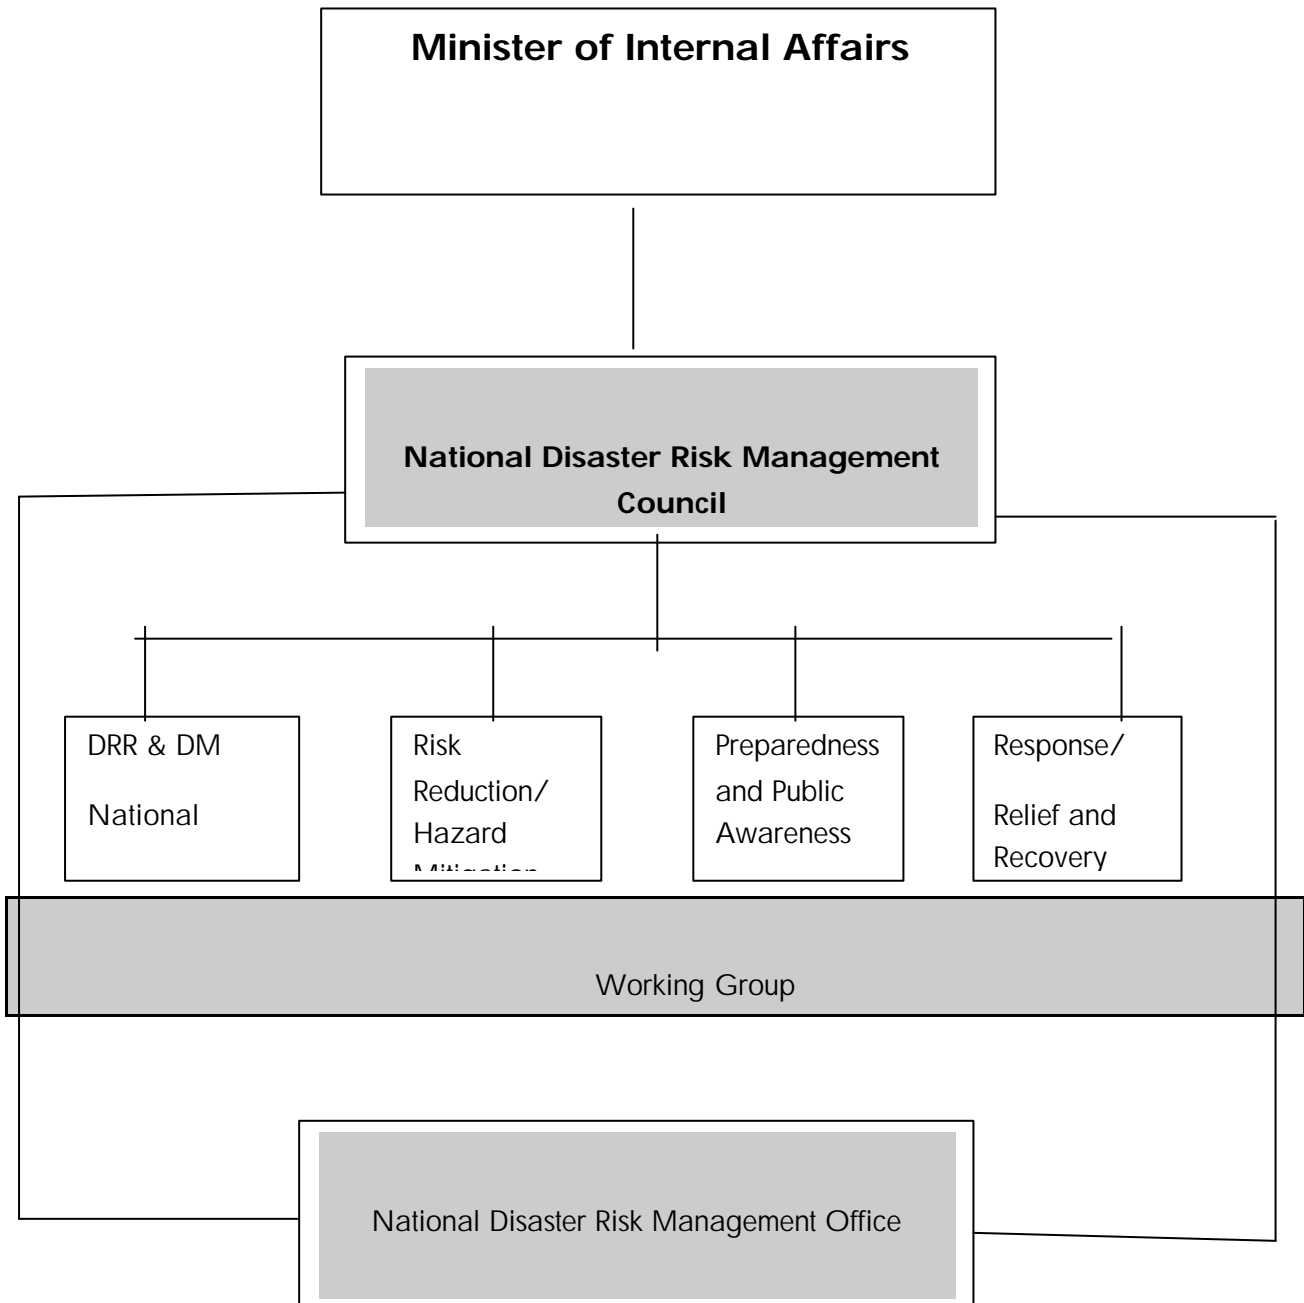 Minister of Internal Affairs
National Disaster Risk Management
Council
DRR & DM
National
Risk
Reduction/
Hazard
Mitigation
Preparedness
and Public
Awareness
Response/
Relief and
Recovery
Working Group
National Disaster Risk Management Office